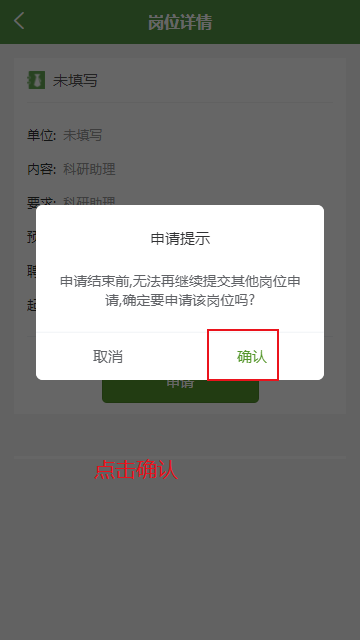 岗位详情
未填写
单位: 未填写
内容: 科研助理
要求: 科研助理
预
聘
起
申请提示
申请结束前,无法再继续提交其他岗位申
请,确定要申请该岗位吗?
取消 确认
申请
点击确认